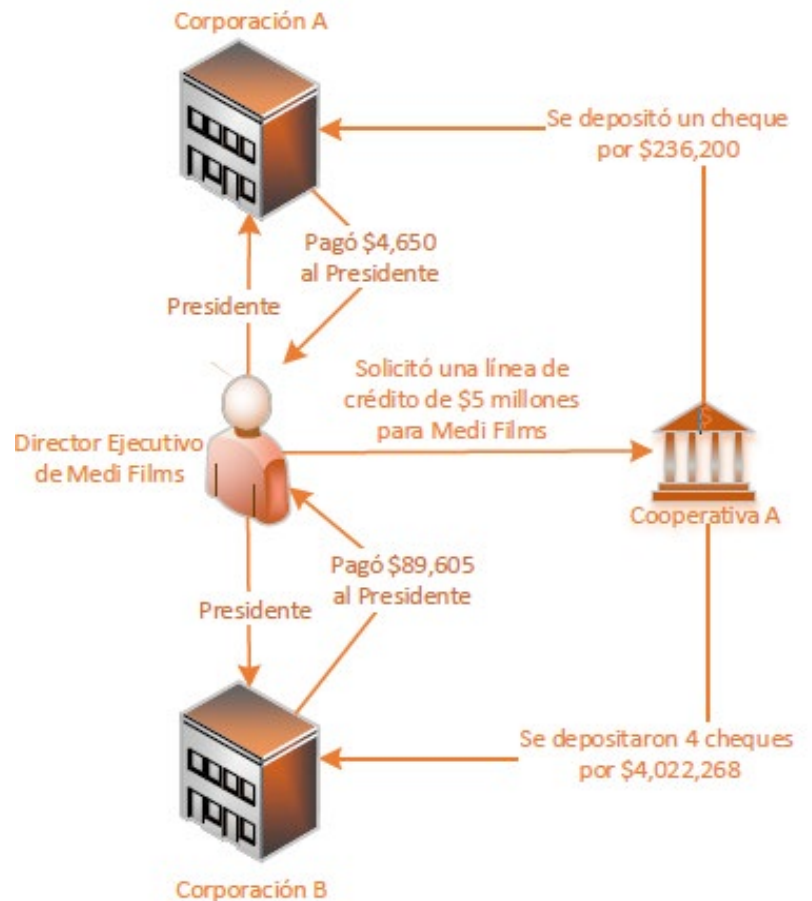 Corporación A
Se depositó un cheque
por $236,200
Pagó $4,650
al Presidente
Presidente
Solicitó una línea de
crédito de $5 millones
para Medi Films
Director Ejecutivo
de Medi Films
$
Cooperativa A
Pagó $89,605
al Presidente
Presidente
Se depositaron 4 cheques
por $4,022,268
Corporación B